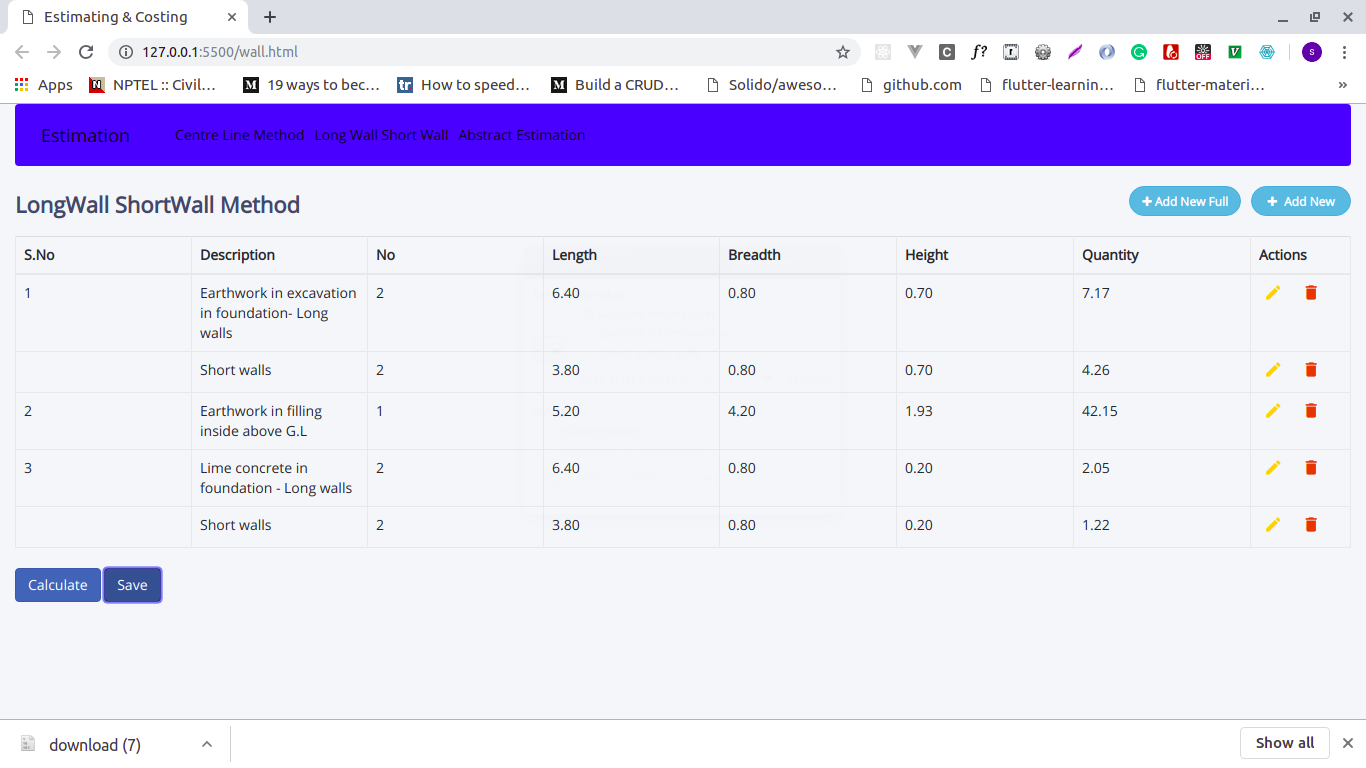 Estimating & Costing
127.0.0.1:5500/wall.html
Apps NPTEL :: Civil... 19 ways to bec... How to speed... Build a CRUD... Solido/aweso... github.com flutter-learnin... flutter-materi... »
Estimation Centre Line Method Long Wall Short Wall Abstract Estimation
LongWall ShortWall Method + Add New Full + Add New
S.No Description No Length Breadth Height Quantity Actions
1 Earthwork in excavation 2 6.40 0.80 0.70 7.17
in foundation- Long
walls
Short walls 2 3.80 0.80 0.70 4.26
2 Earthwork in filling 1 5.20 4.20 1.93 42.15
inside above G.L
3 Lime concrete in 2 6.40 0.80 0.20 2.05
foundation - Long walls
Short walls 2 3.80 0.80 0.20 1.22
Calculate Save
download (7) Show all